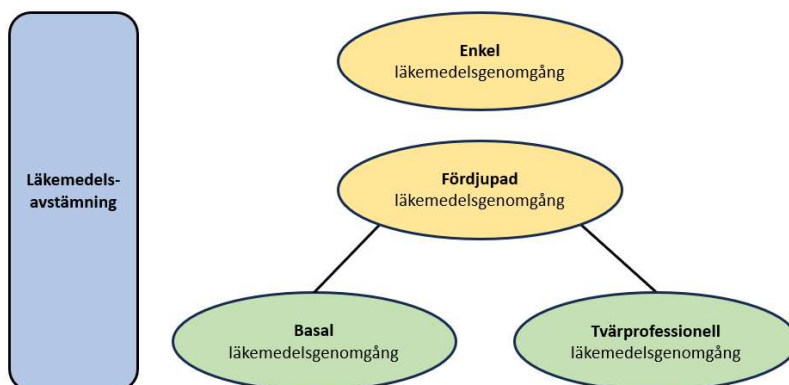 Läkemedels-
avstämning
Enkel
läkemedelsgenomgång
Fördjupad
läkemedelsgenomgång
Basal
läkemedelsgenomgång
Tvärprofessionell
läkemedelsgenomgång